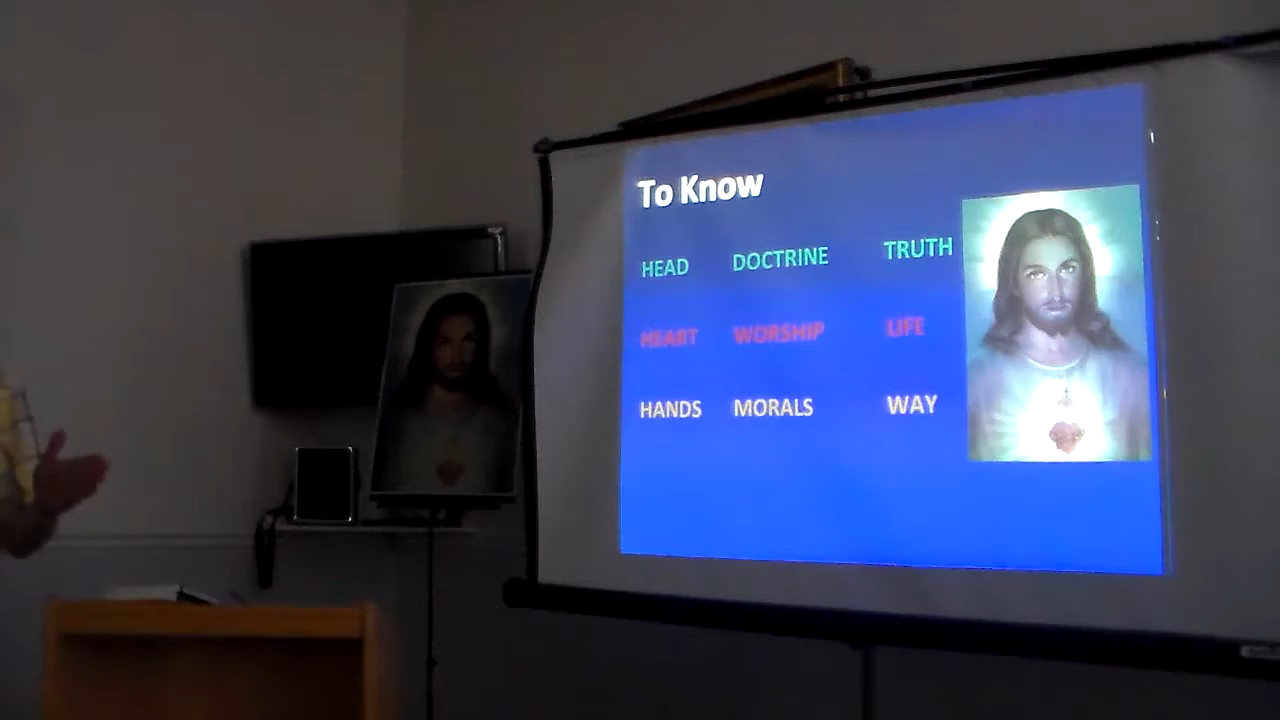 To Know
HEAD DOCTRINE TRUTH
HEART WORSHIP LIFE
HANDS MORALS WAY